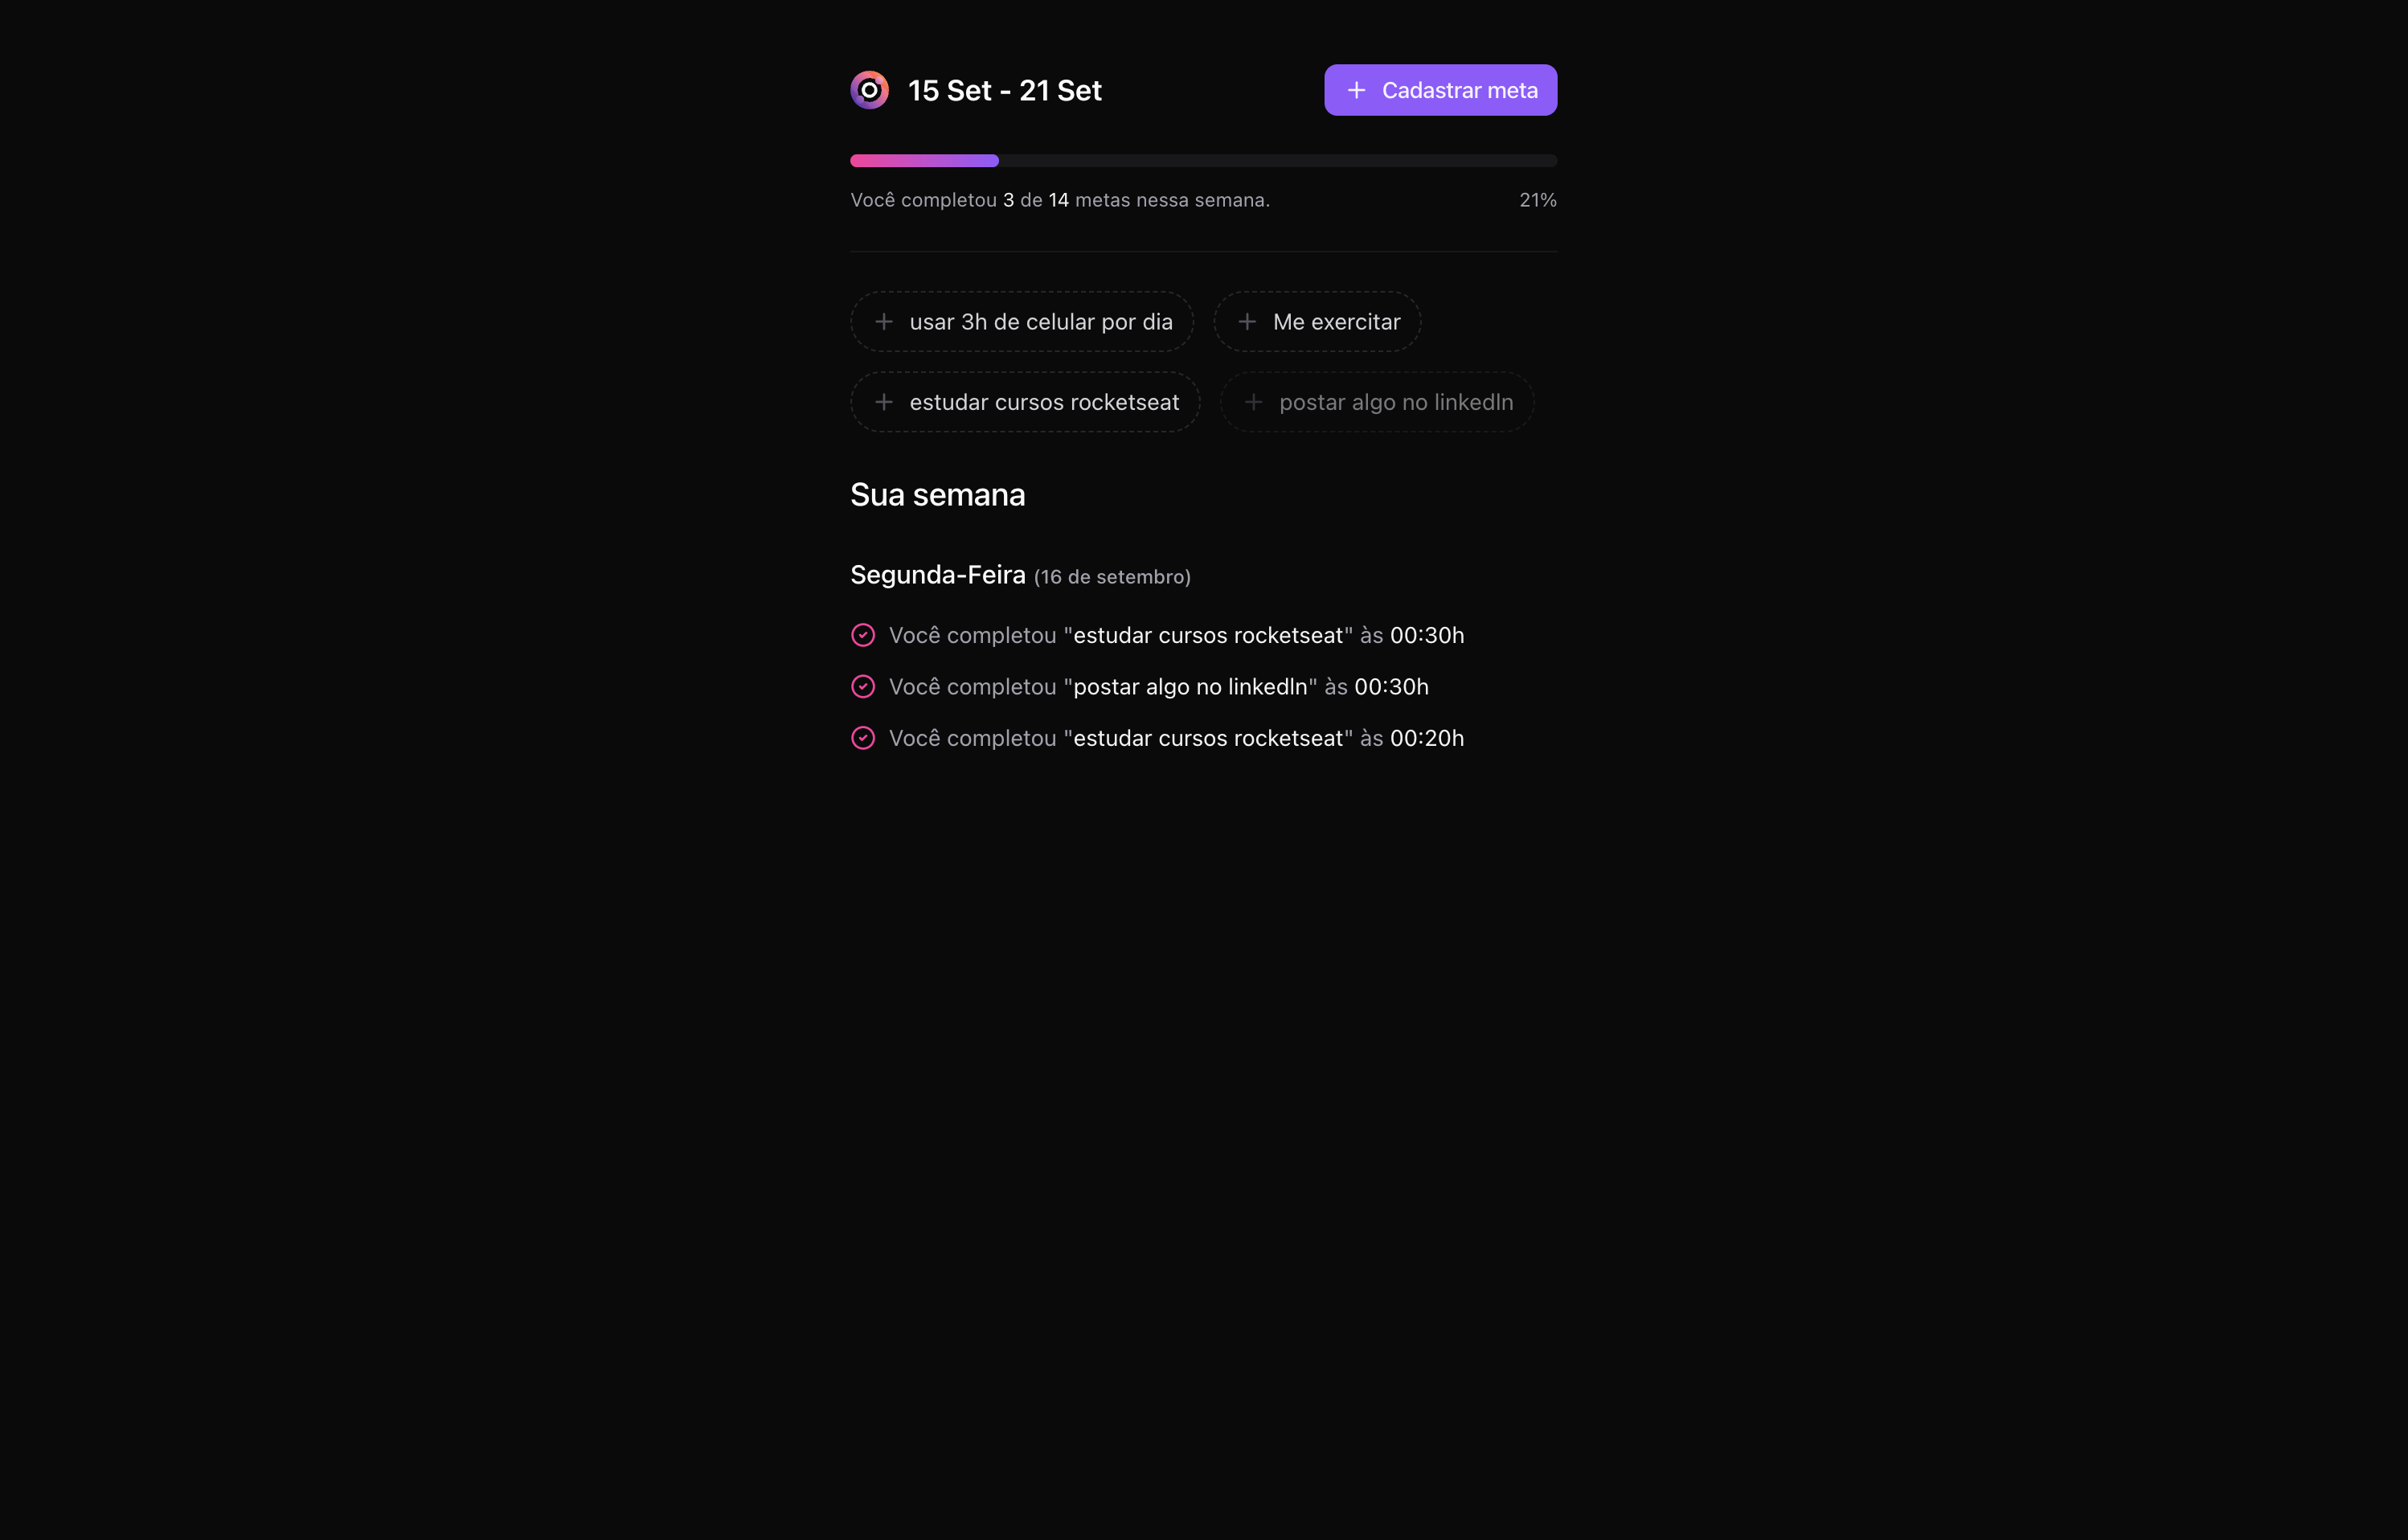 15 Set - 21 Set
Cadastrar meta
Você completou 3 de 14 metas nessa semana.
21%
usar 3h de celular por dia
Me exercitar
estudar cursos rocketseat
postar algo no linkedln
Sua semana
Segunda-Feira (16 de setembro)
Você completou "estudar cursos rocketseat" às 00:30h
Você completou "postar algo no linkedln" às 00:30h
Você completou "estudar cursos rocketseat" às 00:20h